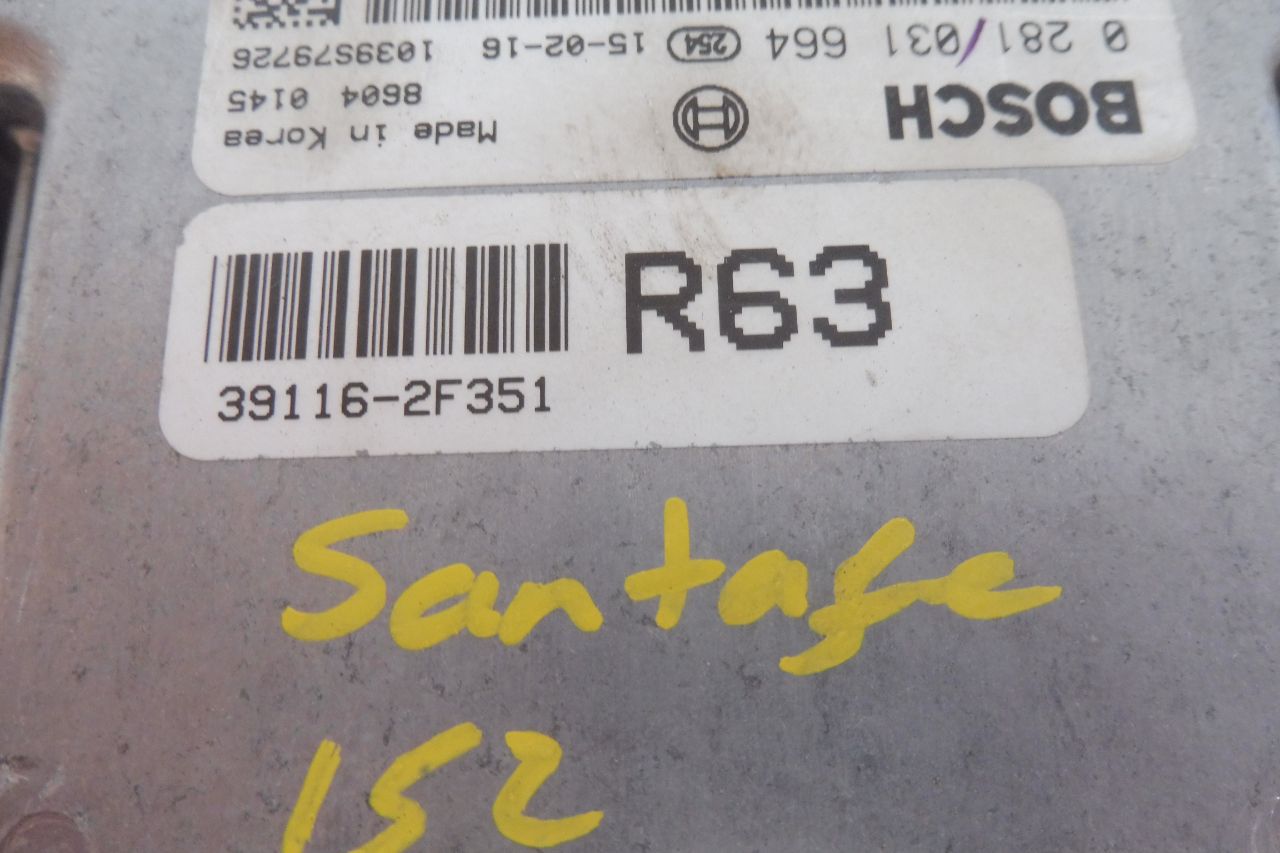 BOSCH
0 281 031 664 254 15-02-16 1039S79726
8604 0145
Made in Korea
R63
39116-2F351
Santafe
152